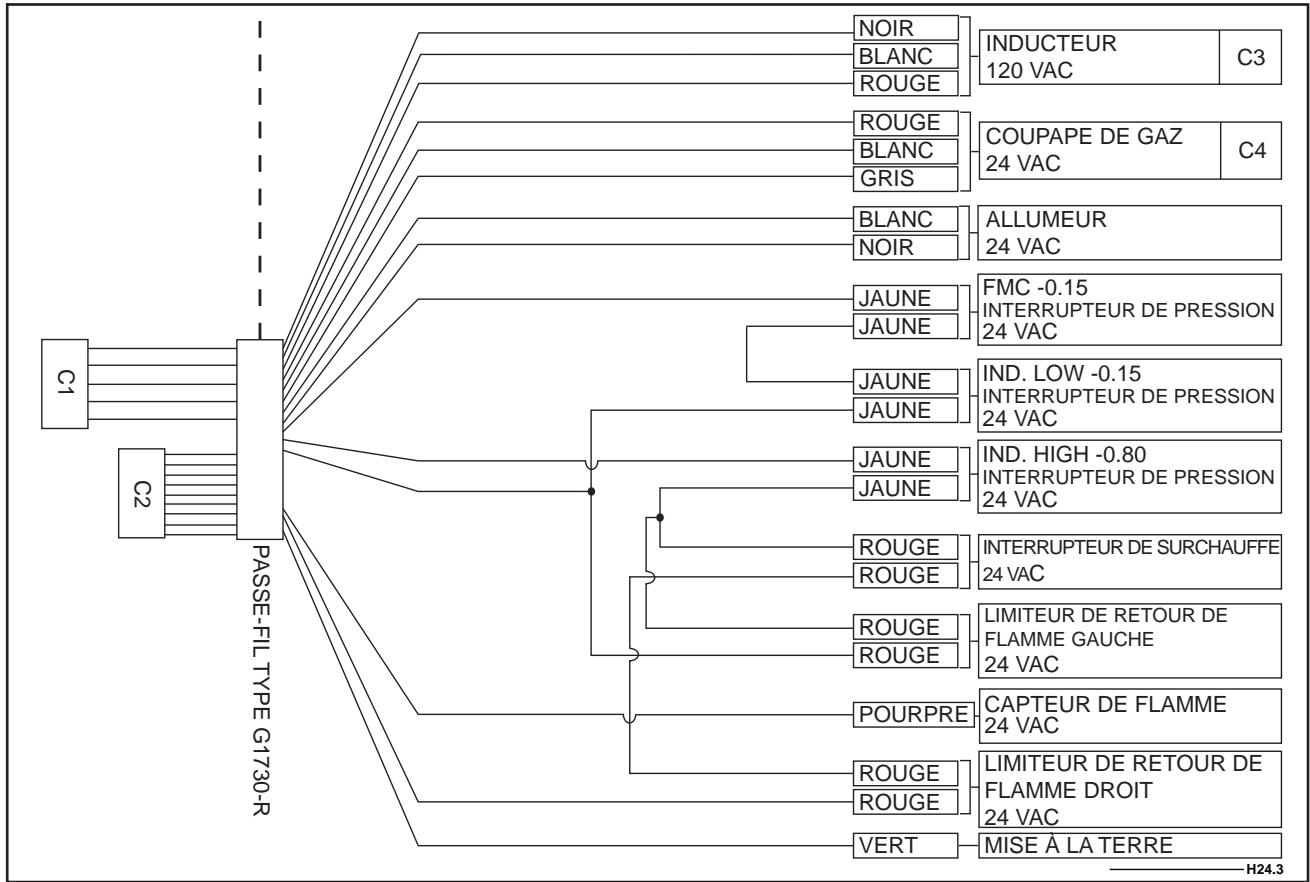 NOIR
BLANC
ROUGE
INDUCTEUR
120 VAC
C3
ROUGE
BLANC
GRIS
COUPAPE DE GAZ
24 VAC
C4
BLANC
NOIR
ALLUMEUR
24 VAC
JAUNE
JAUNE
FMC -0.15
INTERRUPTEUR DE PRESSION
24 VAC
JAUNE
JAUNE
IND. LOW -0.15
INTERRUPTEUR DE PRESSION
24 VAC
JAUNE
JAUNE
IND. HIGH -0.80
INTERRUPTEUR DE PRESSION
24 VAC
ROUGE
ROUGE
INTERRUPTEUR DE SURCHAUFFE
24 VAC
ROUGE
ROUGE
LIMITEUR DE RETOUR DE
FLAMME GAUCHE
24 VAC
POURPRE
CAPTEUR DE FLAMME
24 VAC
ROUGE
ROUGE
LIMITEUR DE RETOUR DE
FLAMME DROIT
24 VAC
VERT
MISE À LA TERRE
C1
C2
PASSE-FIL TYPE G1730-R
H24.3